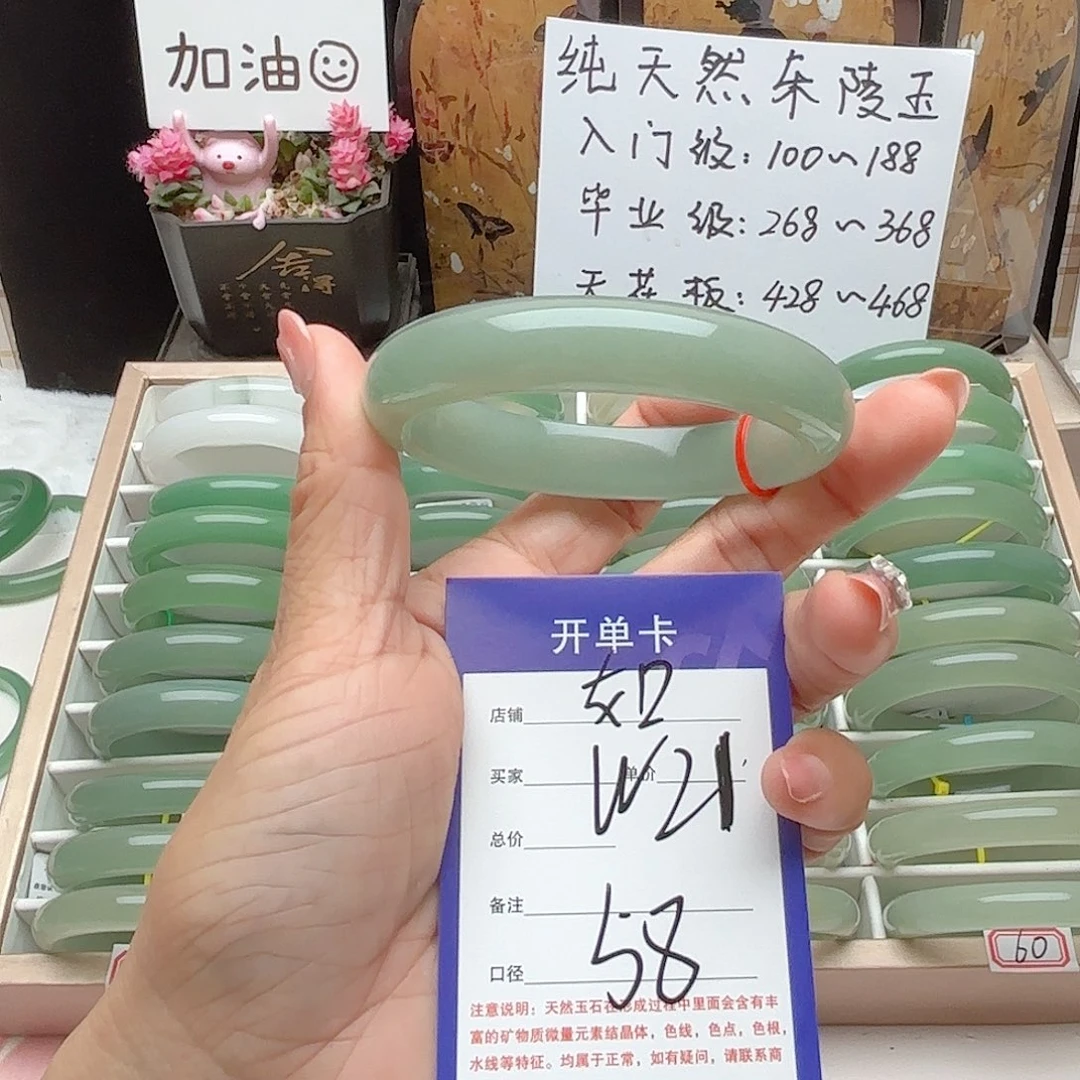 加油
纯天然东陵玉
入门级：100~188
毕业级：268~368
天花板：428~468
舍得
开单卡
店铺
买家 单价
W21
总价
备注
58
口径
注意说明：天然玉石在形成过程中里面会含有丰
富的矿物质微量元素结晶体，色线，色点，色根，
水线等特征。均属于正常，如有疑问，请联系商
60